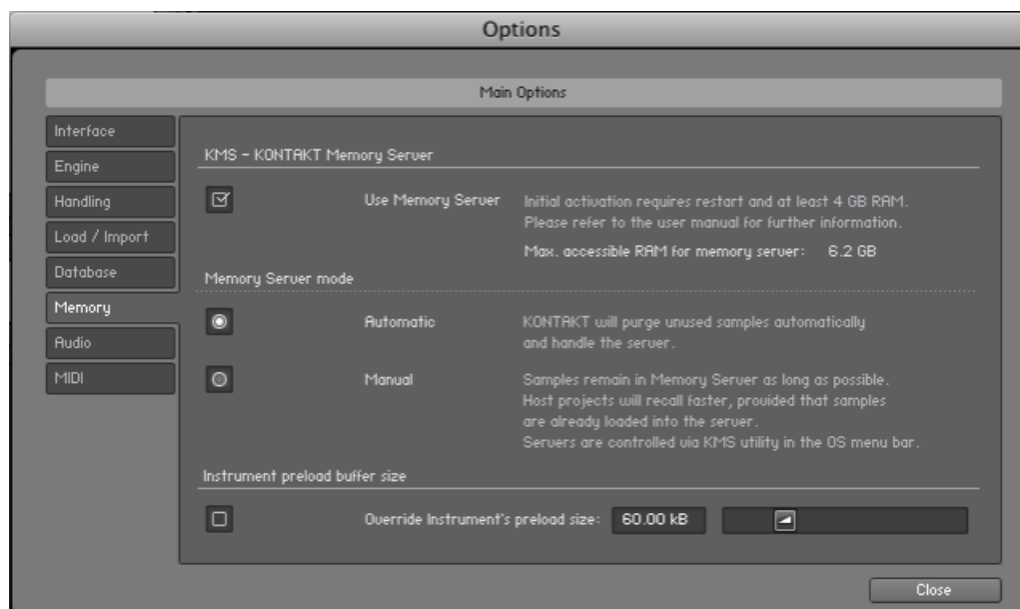 Options
Main Options
Interface
Engine
Handling
Load / Import
Database
Memory
Audio
MIDI
KMS - KONTAKT Memory Server
Use Memory Server
Initial activation requires restart and at least 4 GB RAM.
Please refer to the user manual for further information.
Max. accessible RAM for memory server: 6.2 GB
Memory Server mode
Automatic
KONTAKT will purge unused samples automatically
and handle the server.
Manual
Samples remain in Memory Server as long as possible.
Host projects will recall faster, provided that samples
are already loaded into the server.
Servers are controlled via KMS utility in the OS menu bar.
Instrument preload buffer size
Override Instrument's preload size: 60.00 kB
Close